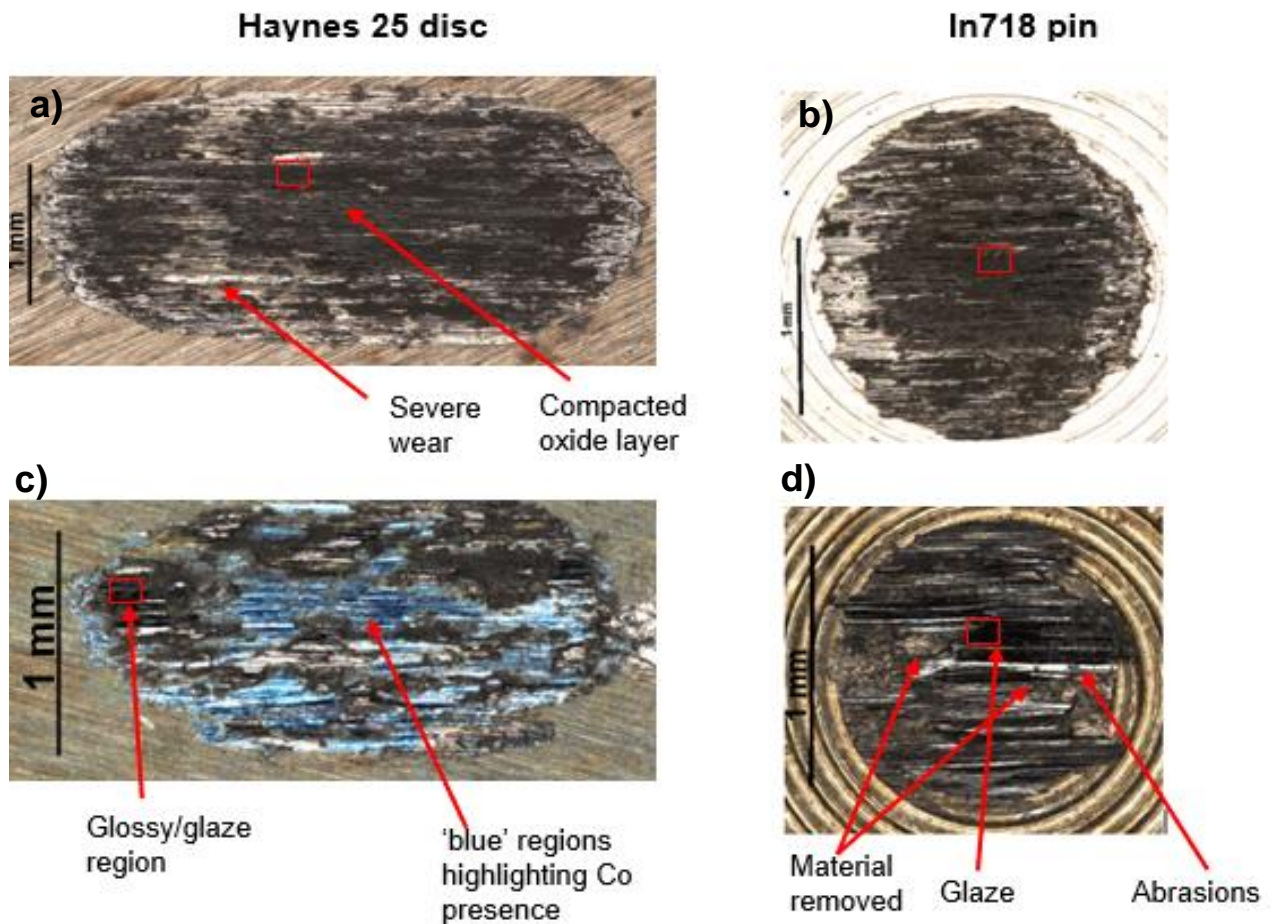 Haynes 25 disc
In718 pin
a)
1 mm
Severe
wear
Compacted
oxide layer
b)
1 mm
c)
1 mm
Glossy/glaze
region
‘blue’ regions
highlighting Co
presence
d)
1 mm
Material
removed
Glaze
Abrasions